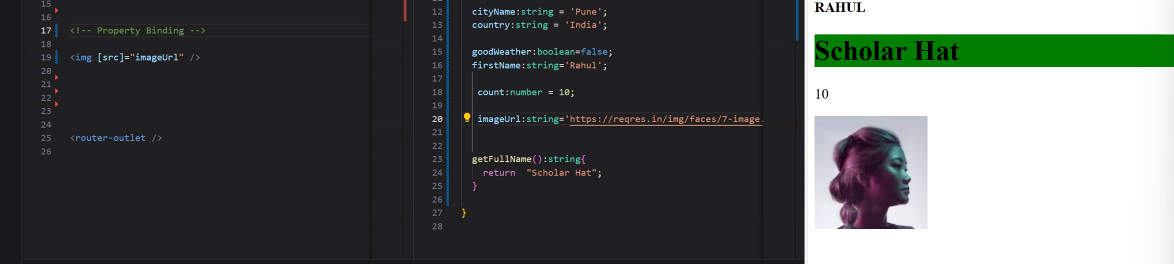 15
16
17 <!-- Property Binding -->
18
19 <img [src]="imageUrl" />
20
21
22
23
24
25 <router-outlet />
26
12 cityName:string = 'Pune';
13 country:string = 'India';
14
15 goodWeather:boolean=false;
16 firstName:string='Rahul';
17
18 count:number = 10;
19
20 imageUrl:string='https://reqres.in/img/faces/7-image.
21
22
23 getFullName():string{
24 return "Scholar Hat";
25 }
26
27 }
28
RAHUL
Scholar Hat
10